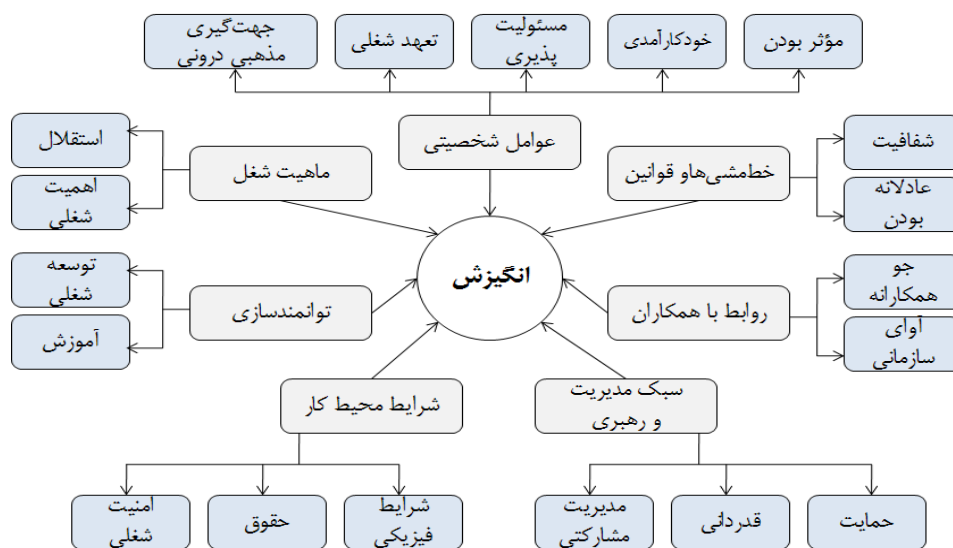 مؤثر بودن
خودکارآمدی
مسئولیت
پذیری
تعهد شغلی
جهت‌گیری
مذهبی درونی
عوامل شخصیتی
شفافیت
عادلانه
بودن
خط‌مشی‌هاو قوانین
ماهیت شغل
استقلال
اهمیت
شغلی
انگیزش
جو
همکارانه
آوای
سازمانی
روابط با همکاران
توانمندسازی
توسعه
شغلی
آموزش
سبک مدیریت
و رهبری
شرایط محیط کار
حمایت
قدردانی
مدیریت
مشارکتی
شرایط
فیزیکی
حقوق
امنیت
شغلی